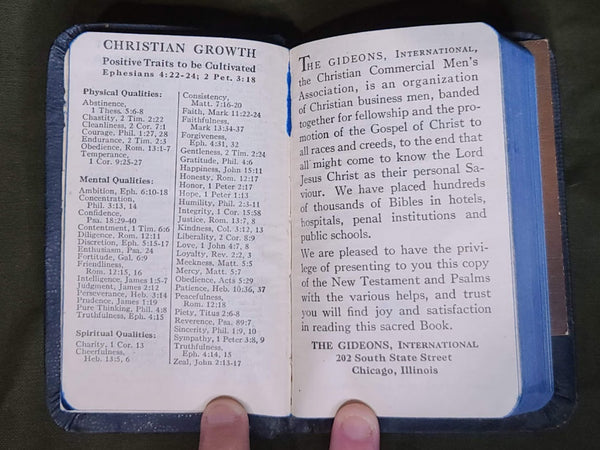 CHRISTIAN GROWTH
Positive Traits to be Cultivated
Ephesians 4:22-24; 2 Pet. 3:18
Physical Qualities:
Abstinence,
1 Thess. 5:6-8
Chastity, 2 Tim. 2:22
Cleanliness, 2 Cor. 7:1
Courage, Phil. 1:27, 28
Endurance, 2 Tim. 2:3
Obedience, Rom. 13:1-7
Temperance,
1 Cor. 9:25-27
Mental Qualities:
Ambition, Eph. 6:10-18
Concentration,
Phil. 3:13, 14
Confidence,
Psa. 18:29-40
Contentment, 1 Tim. 6:6
Diligence, Rom. 12:11
Discretion, Eph. 5:15-17
Enthusiasm, Psa. 24
Fortitude, Gal. 6:9
Friendliness,
Rom. 12:15, 16
Intelligence, James 1:5-7
Judgment, James 2:12
Perseverance, Heb. 3:14
Prudence, James 1:19
Pure Thinking, Phil. 4:8
Truthfulness, Eph. 4:15
Spiritual Qualities:
Charity, 1 Cor. 13
Cheerfulness,
Heb. 13:5, 6
Consistency,
Matt. 7:16-20
Faith, Mark 11:22-24
Faithfulness,
Mark 13:34-37
Forgiveness,
Eph. 4:31, 32
Gentleness, 2 Tim. 2:24
Gratitude, Phil. 4:6
Happiness, John 15:11
Honesty, Rom. 12:17
Honor, 1 Peter 2:17
Hope, 1 Peter 1:13
Humility, Phil. 2:3-11
Integrity, 1 Cor. 15:58
Justice, Rom. 13:7, 8
Kindness, Col. 3:12, 13
Liberality, 2 Cor. 8:9
Love, 1 John 4:7, 8
Loyalty, Rev. 2:2, 3
Meekness, Matt. 5:5
Mercy, Matt. 5:7
Obedience, Acts 5:29
Patience, Heb. 10:36, 37
Peacefulness,
Rom. 12:18
Piety, Titus 2:6-8
Reverence, Psa. 89:7
Sincerity, Phil. 1:9, 10
Sympathy, 1 Peter 3:8, 9
Truthfulness,
Eph. 4:14, 15
Zeal, John 2:13-17
THE GIDEONS, INTERNATIONAL,
the Christian Commercial Men's
Association, is an organization
of Christian business men, banded
together for fellowship and the pro-
motion of the Gospel of Christ to
all races and creeds, to the end that
all might come to know the Lord
Jesus Christ as their personal Sa-
viour. We have placed hundreds
of thousands of Bibles in hotels,
hospitals, penal institutions and
public schools.
We are pleased to have the privi-
lege of presenting to you this copy
of the New Testament and Psalms
with the various helps, and trust
you will find joy and satisfaction
in reading this sacred Book.
THE GIDEONS, INTERNATIONAL
202 South State Street
Chicago, Illinois